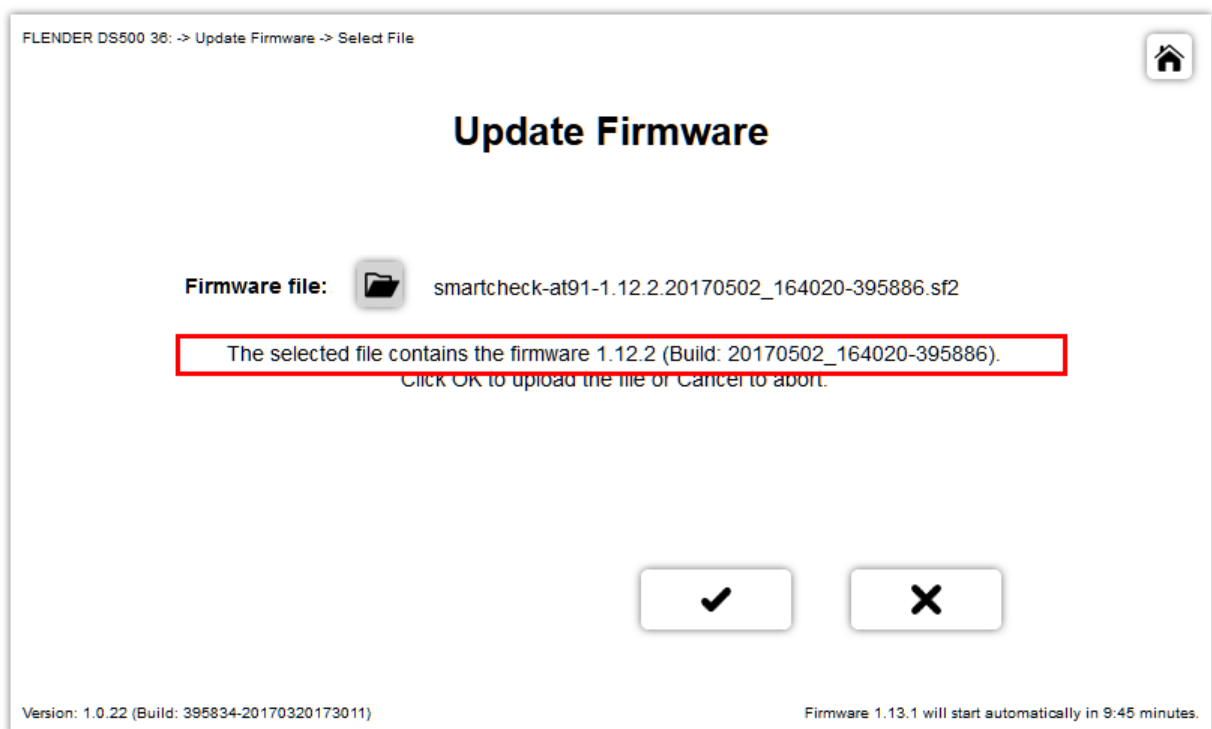 FLENDER DS500 36: -> Update Firmware -> Select File
Update Firmware
Firmware file: smartcheck-at91-1.12.2.20170502_164020-395886.sf2
The selected file contains the firmware 1.12.2 (Build: 20170502_164020-395886).
Click OK to upload the file or Cancel to abort.
Version: 1.0.22 (Build: 395834-20170320173011)
Firmware 1.13.1 will start automatically in 9:45 minutes.